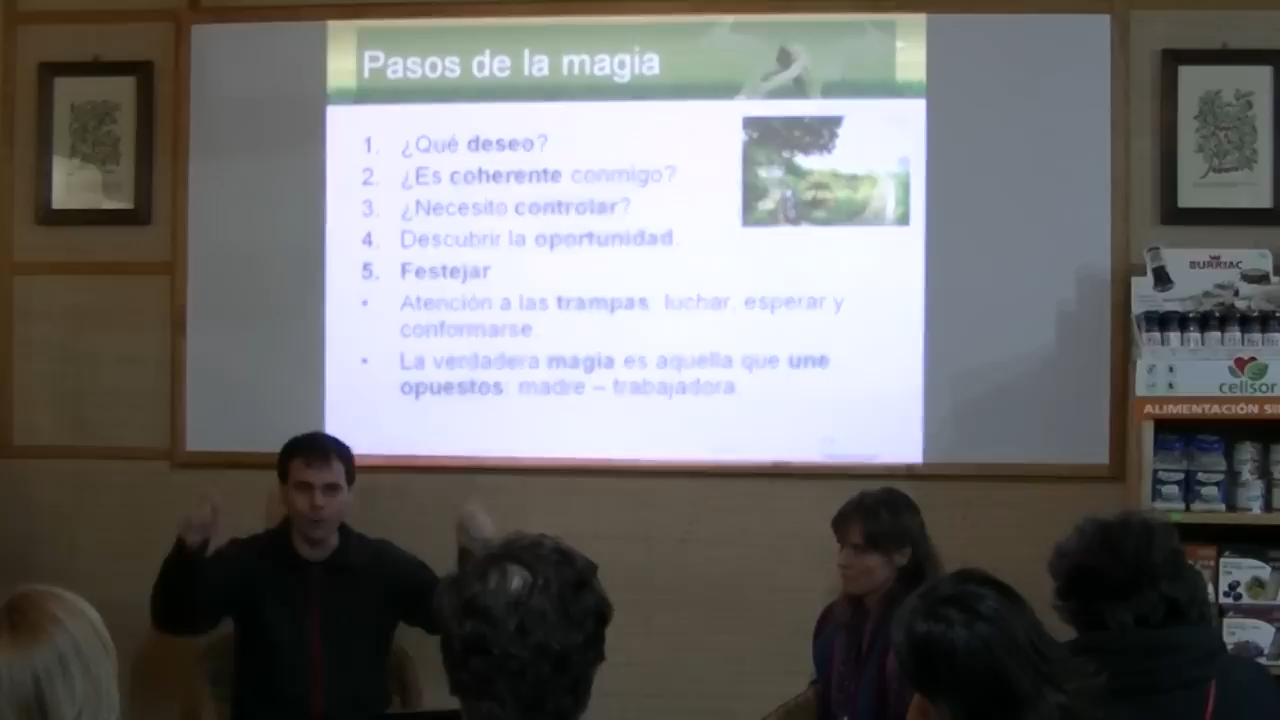 Pasos de la magia
1. ¿Qué deseo?
2. ¿Es coherente conmigo?
3. ¿Necesito controlar?
4. Descubrir la oportunidad.
5. Festejar
• Atención a las trampas: luchar, esperar y
conformarse.
• La verdadera magia es aquella que une
opuestos: madre – trabajadora
BURRIAC
cellsor
ALIMENTACIÓN